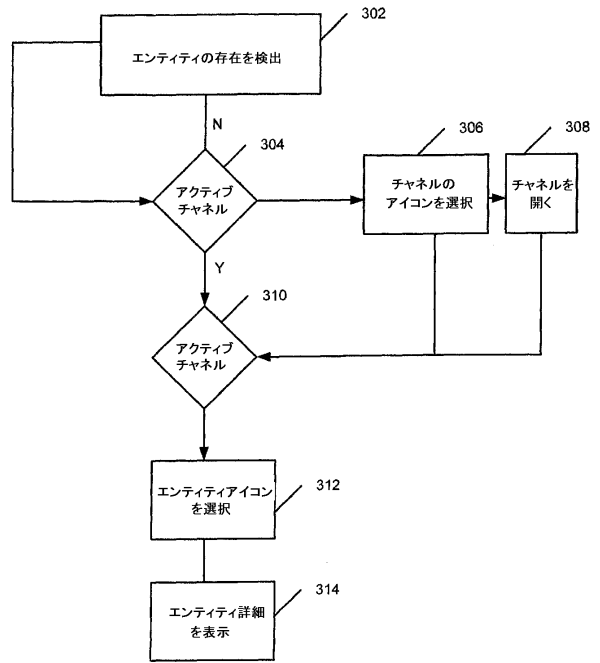 302
エンティティの存在を検出
N
304
アクティブ
チャネル
306
チャネルの
アイコンを選択
308
チャネルを
開く
Y
310
アクティブ
チャネル
エンティティアイコン
を選択
312
エンティティ詳細
を表示
314